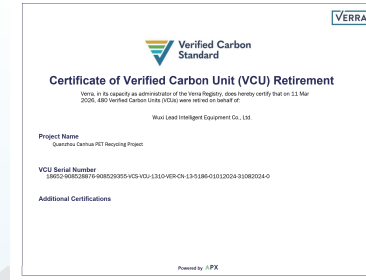 VERRA
Verified Carbon
Standard
Certificate of Verified Carbon Unit (VCU) Retirement
Verra, in its capacity as administrator of the Verra Registry, does hereby certify that on 11 Mar
2026, 480 Verified Carbon Units (VCUs) were retired on behalf of:
Wuxi Lead Intelligent Equipment Co., Ltd.
Project Name
Quanzhou Canhua PET Recycling Project
VCU Serial Number
18652-908528876-908529355-VCS-VCU-1310-VER-CN-13-5186-01012024-31082024-0
Additional Certifications
Powered by APX